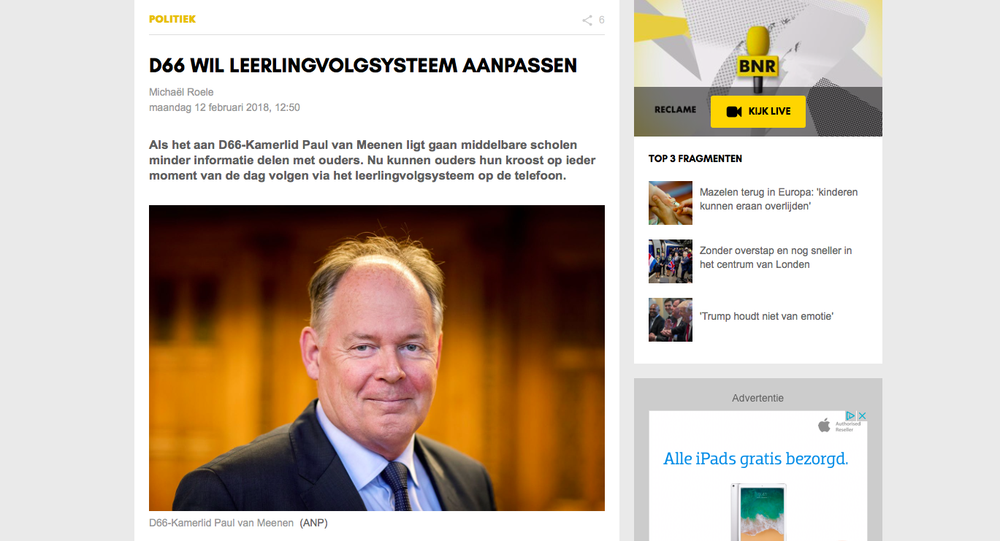 POLITIEK
6
D66 WIL LEERLINGVOLGSYSTEEM AANPASSEN
Michaël Roele
maandag 12 februari 2018, 12:50
Als het aan D66-Kamerlid Paul van Meenen ligt gaan middelbare scholen
minder informatie delen met ouders. Nu kunnen ouders hun kroost op ieder
moment van de dag volgen via het leerlingvolgsysteem op de telefoon.
D66-Kamerlid Paul van Meenen (ANP)
BNR
RECLAME
KIJK LIVE
TOP 3 FRAGMENTEN
Mazelen terug in Europa: 'kinderen
kunnen eraan overlijden'
Zonder overstap en nog sneller in
het centrum van Londen
'Trump houdt niet van emotie'
Advertentie
Authorised
Reseller
Alle iPads gratis bezorgd.